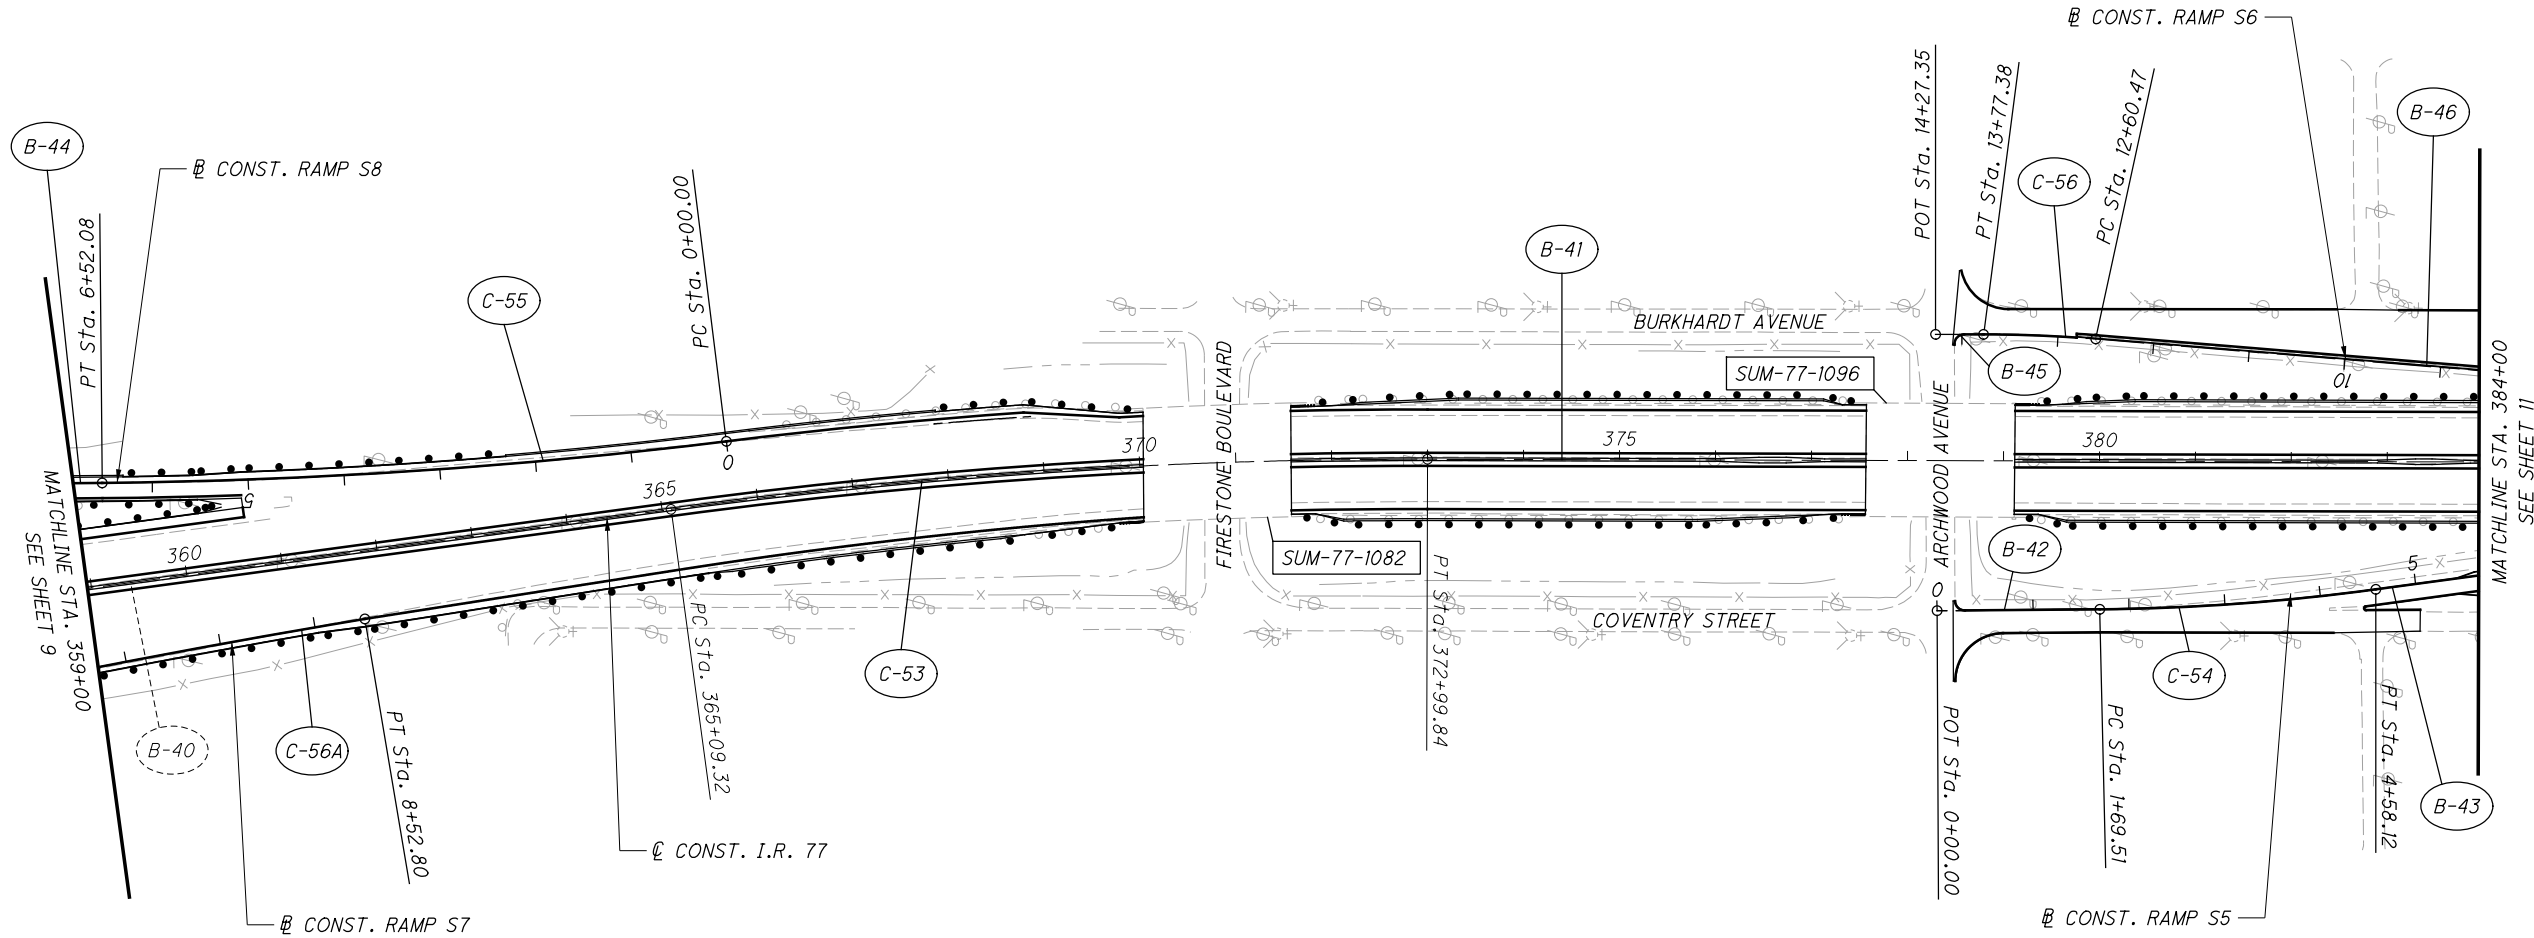 ℄ CONST. RAMP S6
B-44
℄ CONST. RAMP S8
PT Sta. 6+52.08
C-55
PC Sta. 0+00.00
B-41
POT Sta. 14+27.35
PT Sta. 13+77.38
C-56
PC Sta. 12+60.47
B-46
BURKHARDT AVENUE
SUM-77-1096
B-45
10
MATCHLINE STA. 384+00
SEE SHEET 11
0
370
375
380
FIRESTONE BOULEVARD
ARCHWOOD AVENUE
MATCHLINE STA. 359+00
SEE SHEET 9
5
365
360
SUM-77-1082
B-42
0
5
COVENTRY STREET
PT Sta. 372+99.84
PC Sta. 365+09.32
C-53
C-54
B-40
C-56A
PT Sta. 8+52.80
POT Sta. 0+00.00
PC Sta. 1+69.51
PT Sta. 4+58.12
B-43
℄ CONST. I.R. 77
℄ CONST. RAMP S7
℄ CONST. RAMP S5